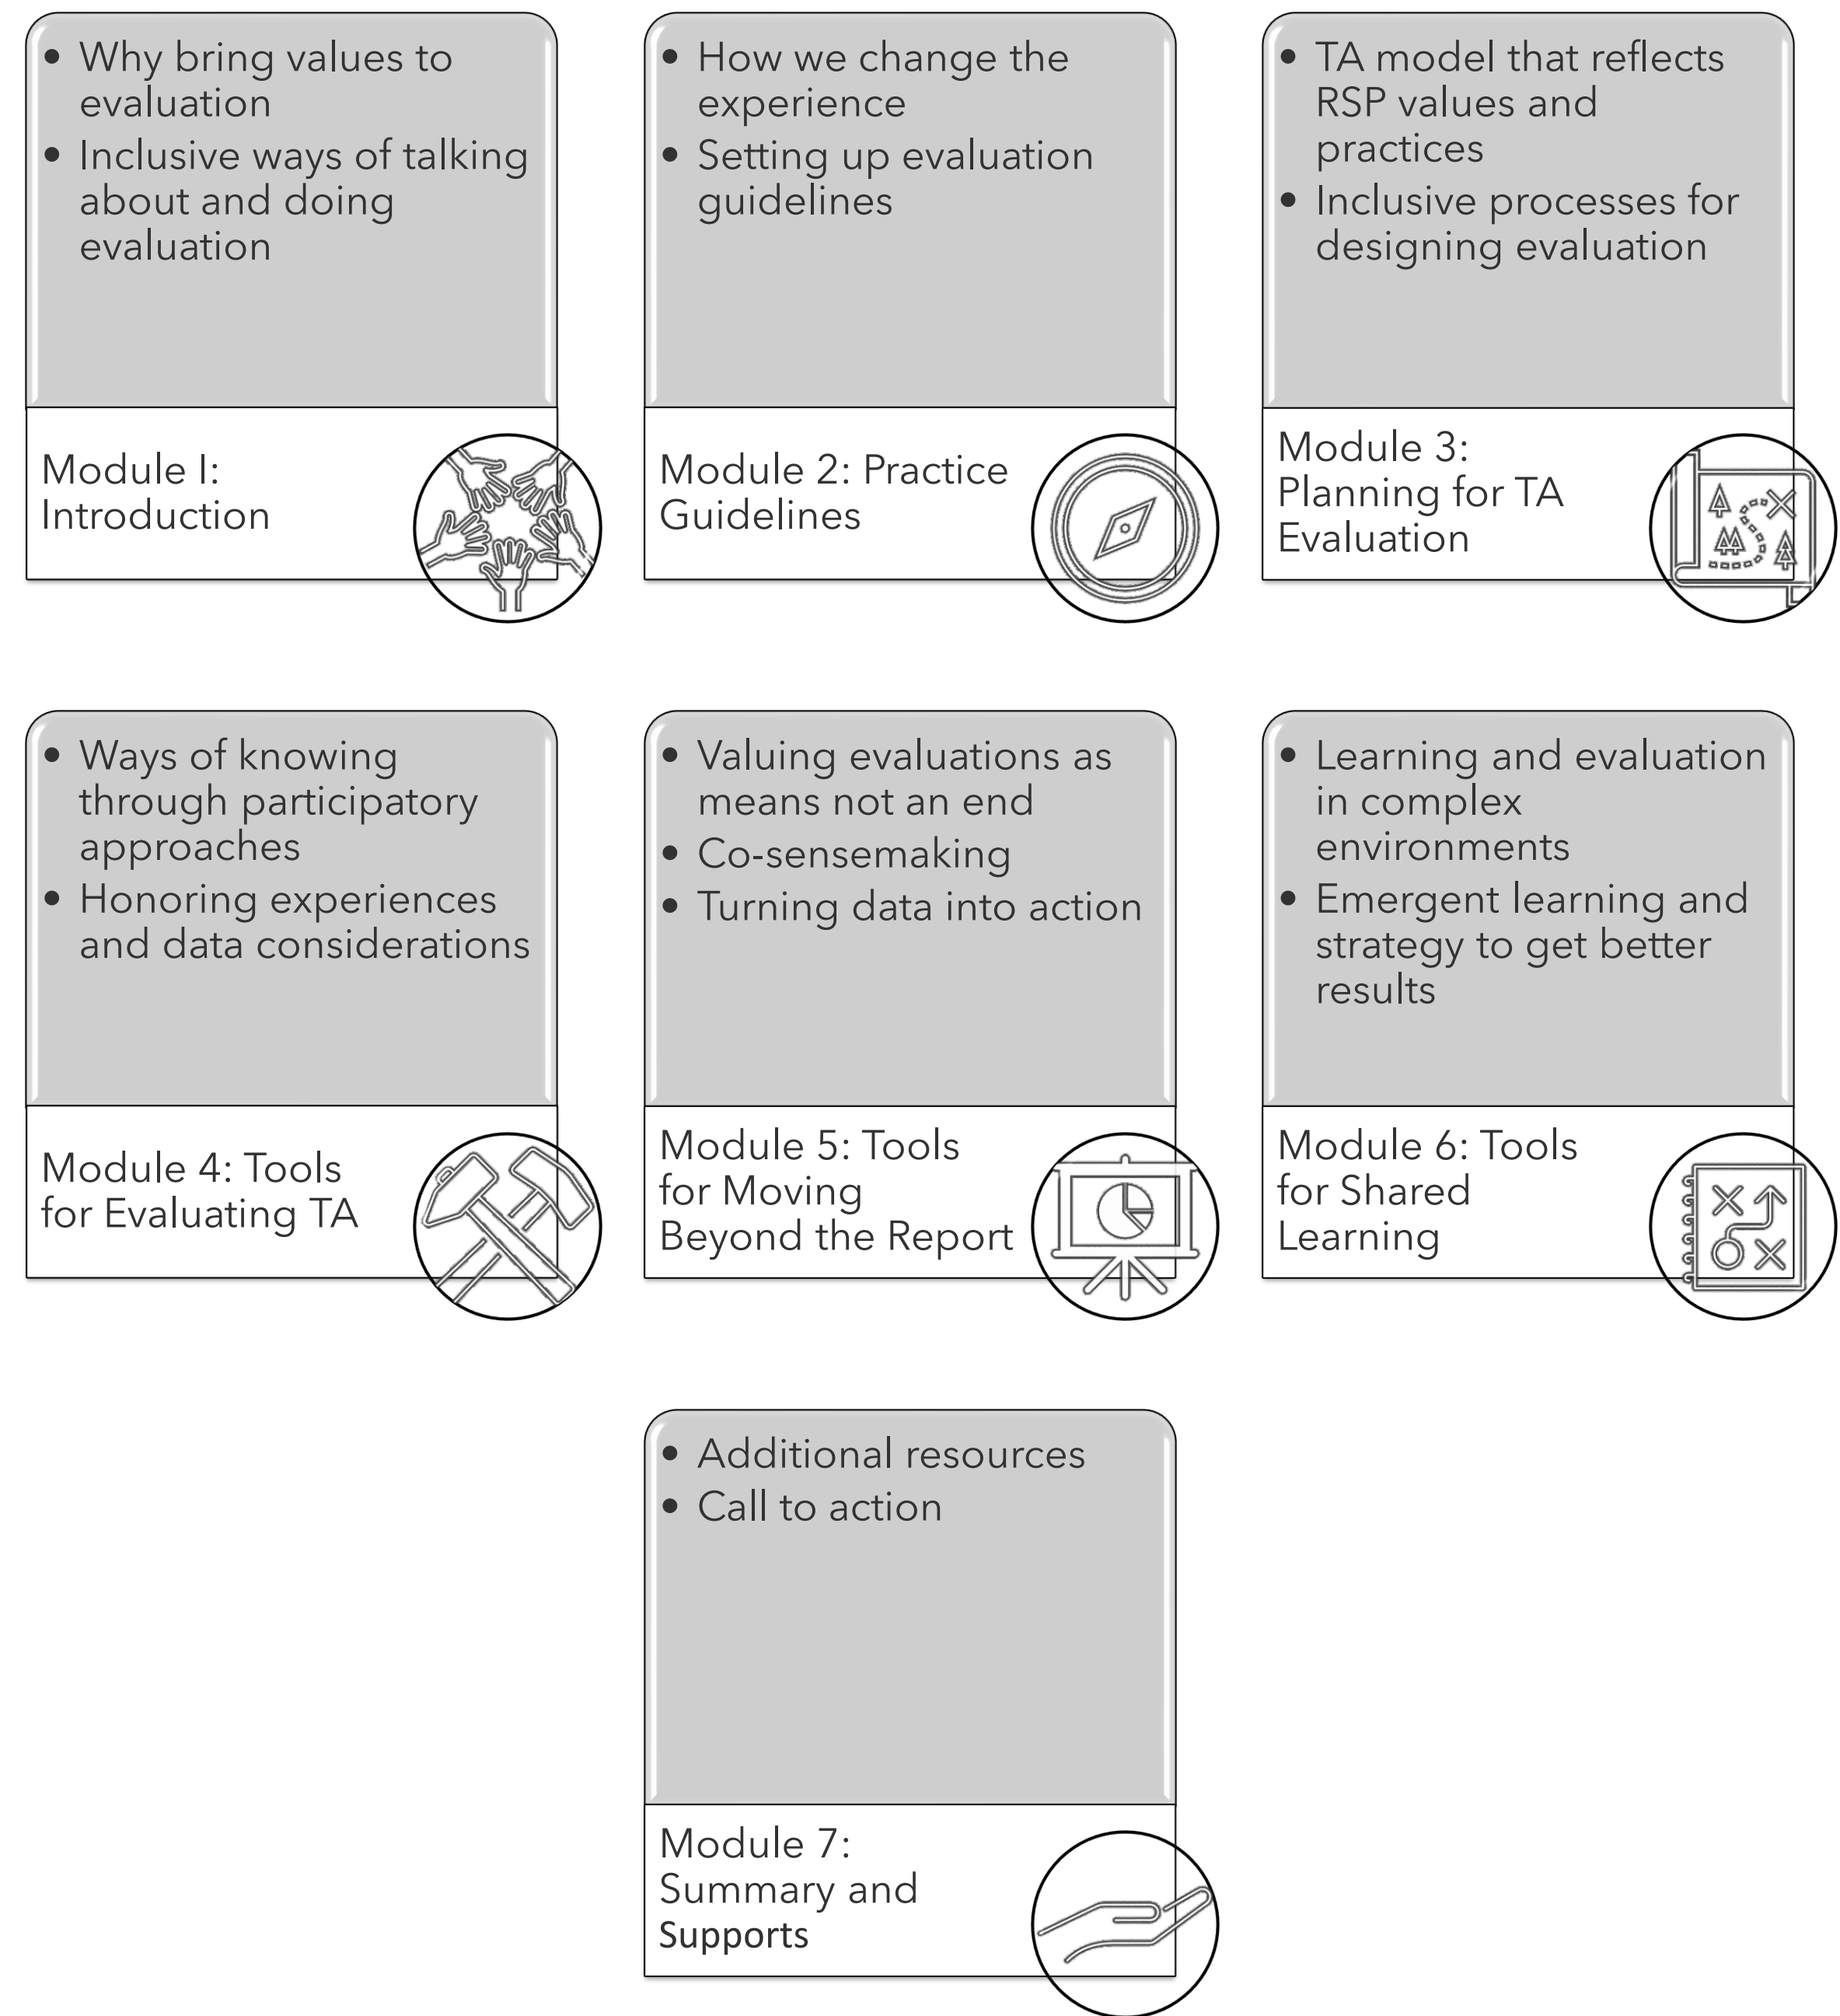 • Why bring values to
evaluation
• Inclusive ways of talking
about and doing
evaluation
Module I:
Introduction
• How we change the
experience
• Setting up evaluation
guidelines
Module 2: Practice
Guidelines
• TA model that reflects
RSP values and
practices
• Inclusive processes for
designing evaluation
Module 3:
Planning for TA
Evaluation
• Ways of knowing
through participatory
approaches
• Honoring experiences
and data considerations
Module 4: Tools
for Evaluating TA
• Valuing evaluations as
means not an end
• Co-sensemaking
• Turning data into action
Module 5: Tools
for Moving
Beyond the Report
• Learning and evaluation
in complex
environments
• Emergent learning and
strategy to get better
results
Module 6: Tools
for Shared
Learning
• Additional resources
• Call to action
Module 7:
Summary and
Supports